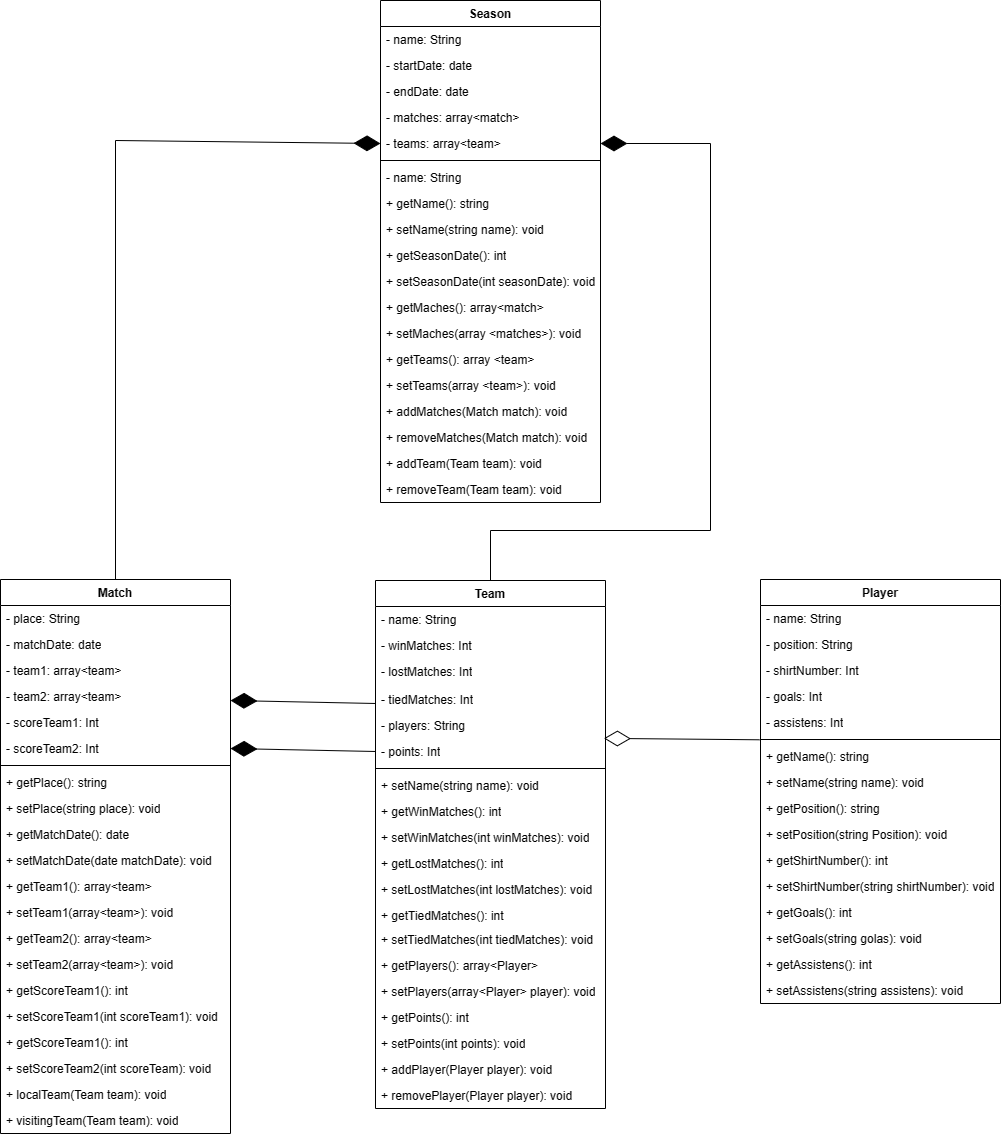 Season
- name: String
- startDate: date
- endDate: date
- matches: array<match>
- teams: array<team>
- name: String
+ getName(): string
+ setName(string name): void
+ getSeasonDate(): int
+ setSeasonDate(int seasonDate): void
+ getMaches(): array<match>
+ setMaches(array <matches>): void
+ getTeams(): array <team>
+ setTeams(array <team>): void
+ addMatches(Match match): void
+ removeMatches(Match match): void
+ addTeam(Team team): void
+ removeTeam(Team team): void
Match
- place: String
- matchDate: date
- team1: array<team>
- team2: array<team>
- scoreTeam1: Int
- scoreTeam2: Int
+ getPlace(): string
+ setPlace(string place): void
+ getMatchDate(): date
+ setMatchDate(date matchDate): void
+ getTeam1(): array<team>
+ setTeam1(array<team>): void
+ getTeam2(): array<team>
+ setTeam2(array<team>): void
+ getScoreTeam1(): int
+ setScoreTeam1(int scoreTeam1): void
+ getScoreTeam1(): int
+ setScoreTeam2(int scoreTeam): void
+ localTeam(Team team): void
+ visitingTeam(Team team): void
Team
- name: String
- winMatches: Int
- lostMatches: Int
- tiedMatches: Int
- players: String
- points: Int
+ setName(string name): void
+ getWinMatches(): int
+ setWinMatches(int winMatches): void
+ getLostMatches(): int
+ setLostMatches(int lostMatches): void
+ getTiedMatches(): int
+ setTiedMatches(int tiedMatches): void
+ getPlayers(): array<Player>
+ setPlayers(array<Player> player): void
+ getPoints(): int
+ setPoints(int points): void
+ addPlayer(Player player): void
+ removePlayer(Player player): void
Player
- name: String
- position: String
- shirtNumber: Int
- goals: Int
- assistens: Int
+ getName(): string
+ setName(string name): void
+ getPosition(): string
+ setPosition(string Position): void
+ getShirtNumber(): int
+ setShirtNumber(string shirtNumber): void
+ getGoals(): int
+ setGoals(string golas): void
+ getAssistens(): int
+ setAssistens(string assistens): void